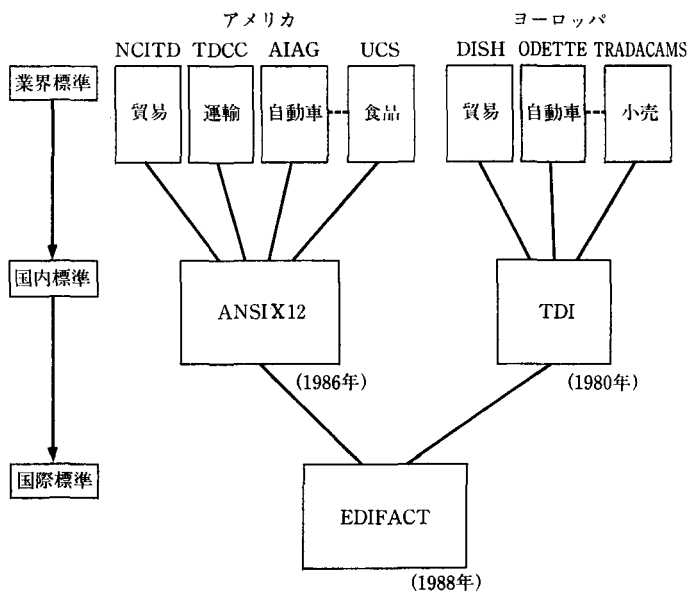 アメリカ ヨーロッパ
NCITD TDCC AIAG UCS DISH ODETTE TRADACAMS
業界標準 貿易 運輸 自動車 食品 貿易 自動車 小売
国内標準 ANSIX12 TDI
(1986年) (1980年)
国際標準 EDIFACT
(1988年)